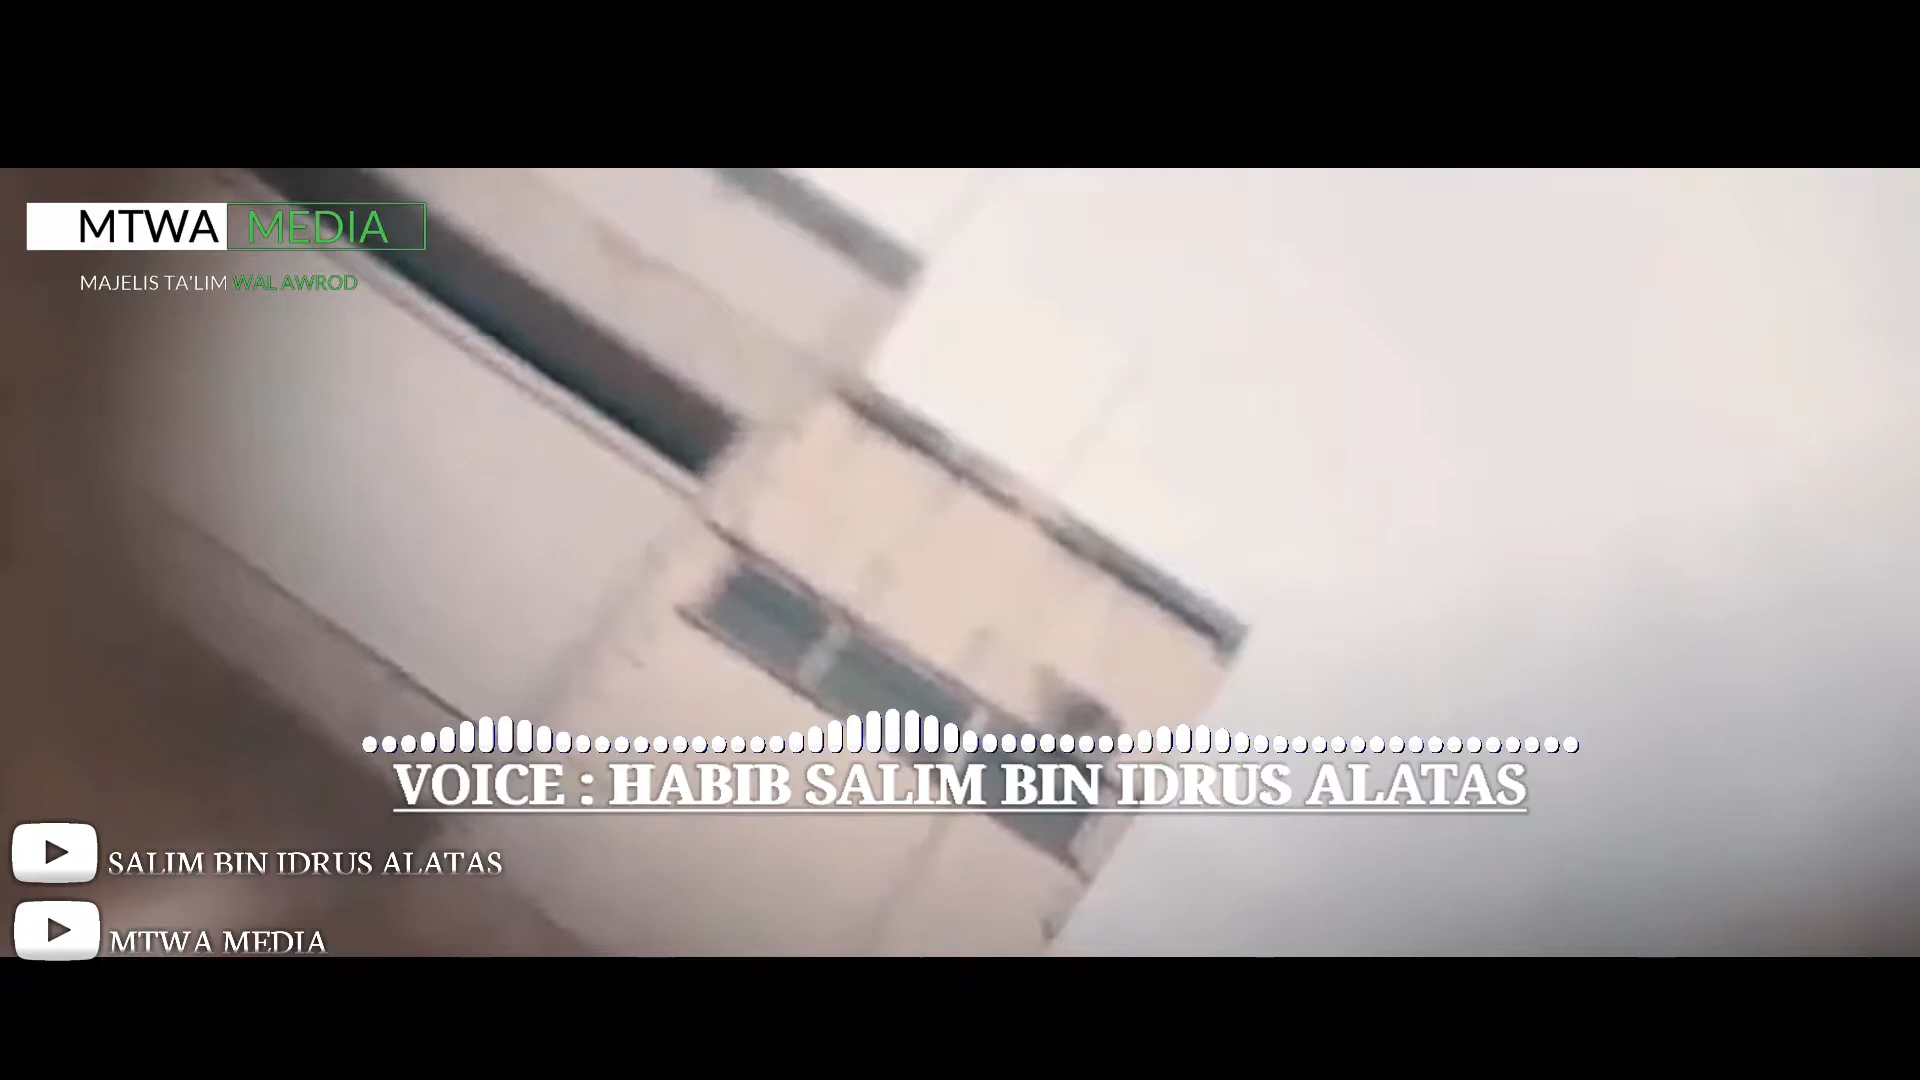 MTWA MEDIA
MAJELIS TA'LIM WAL AWROD
VOICE : HABIB SALIM BIN IDRUS ALATAS
SALIM BIN IDRUS ALATAS
MTWA MEDIA